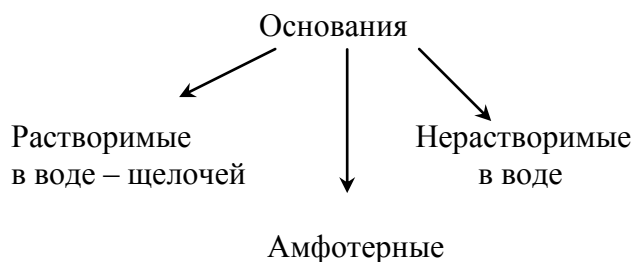 Основания
Растворимые
в воде – щелочей
Нерастворимые
в воде
Амфотерные